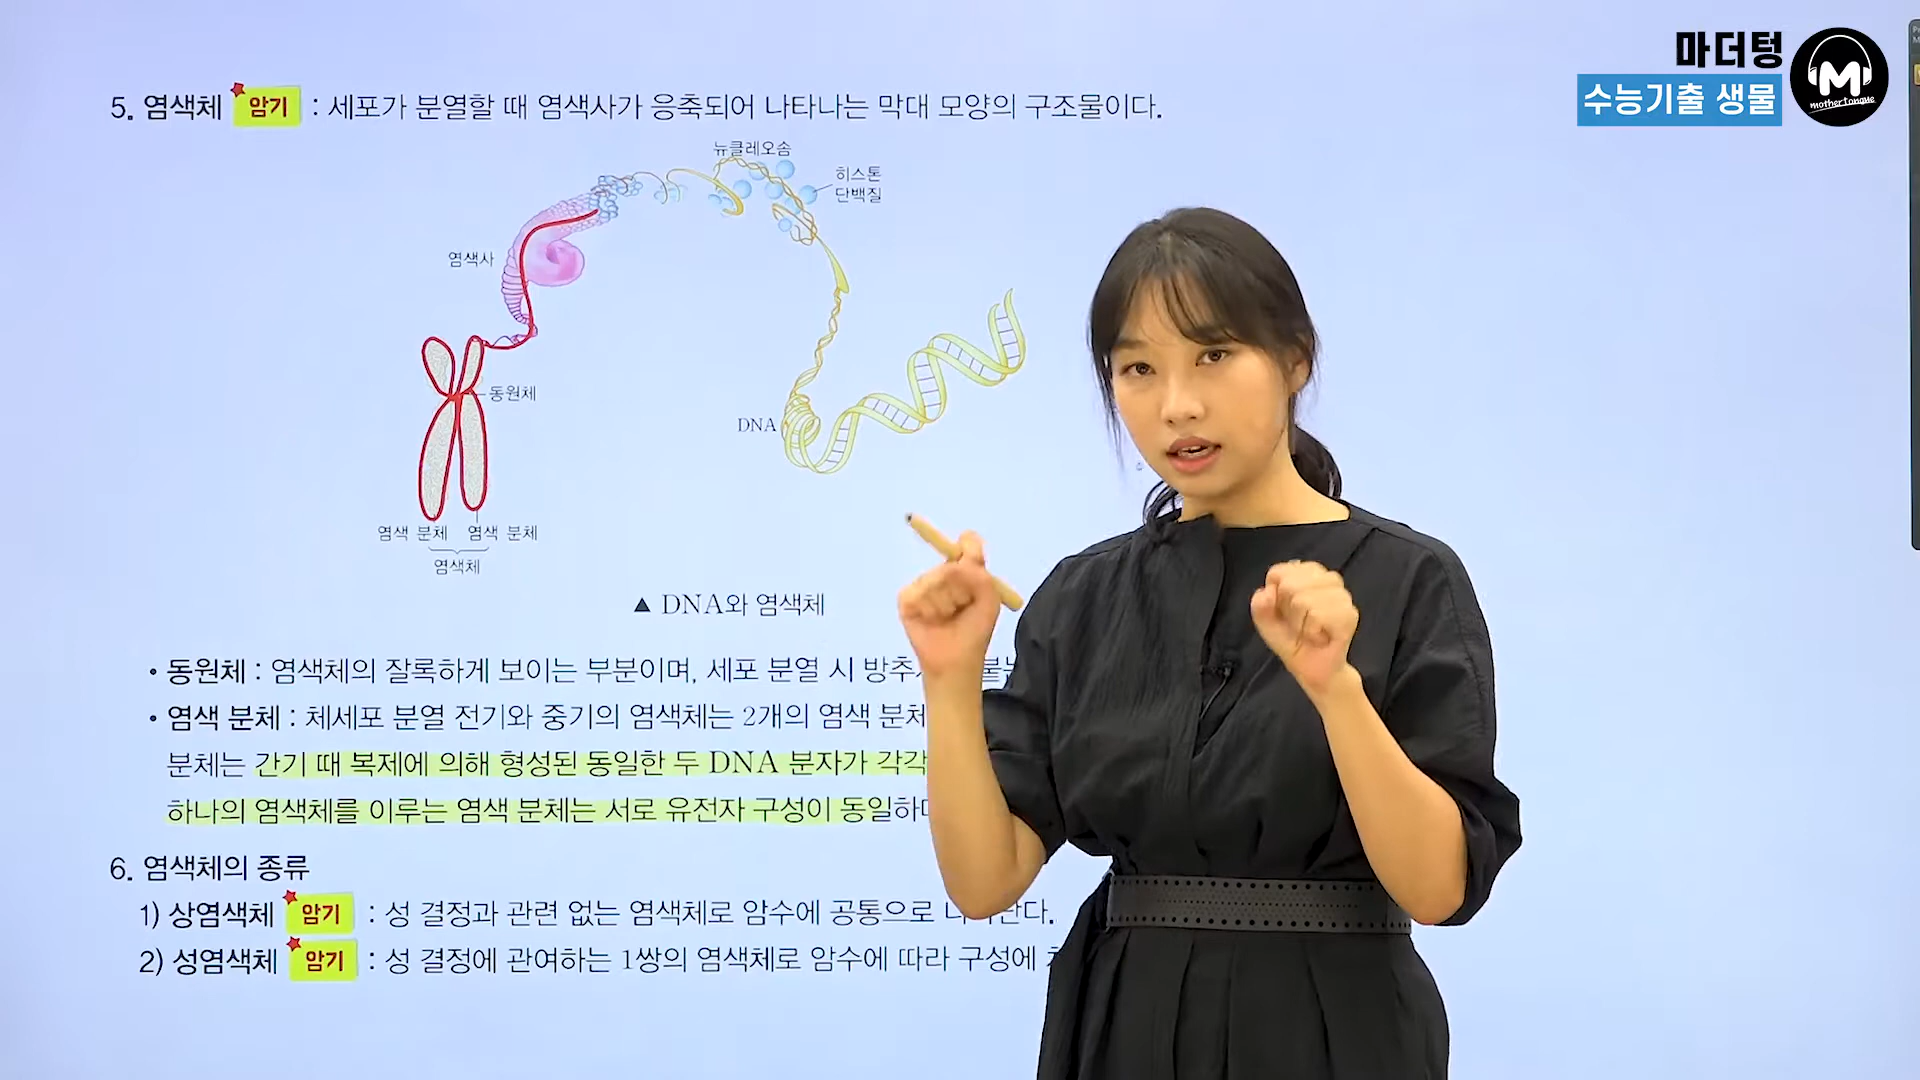 마더텅
수능기출 생물
M
mothertongue
5. 염색체 암기 : 세포가 분열할 때 염색사가 응축되어 나타나는 막대 모양의 구조물이다.
뉴클레오솜
히스톤
단백질
염색사
동원체
DNA
염색 분체 염색 분체
염색체
▲ DNA와 염색체
• 동원체 : 염색체의 잘록하게 보이는 부분이며, 세포 분열 시
• 염색 분체 : 체세포 분열 전기와 중기의 염색체는 2개의 염색 분체
분체는 간기 때 복제에 의해 형성된 동일한 두 DNA 분자가 각각
하나의 염색체를 이루는 염색 분체는 서로 유전자 구성이 동일하
6. 염색체의 종류
1) 상염색체 암기 : 성 결정과 관련 없는 염색체로 암수에 공통으로
2) 성염색체 암기 : 성 결정에 관여하는 1쌍의 염색체로 암수에 따라 구성에